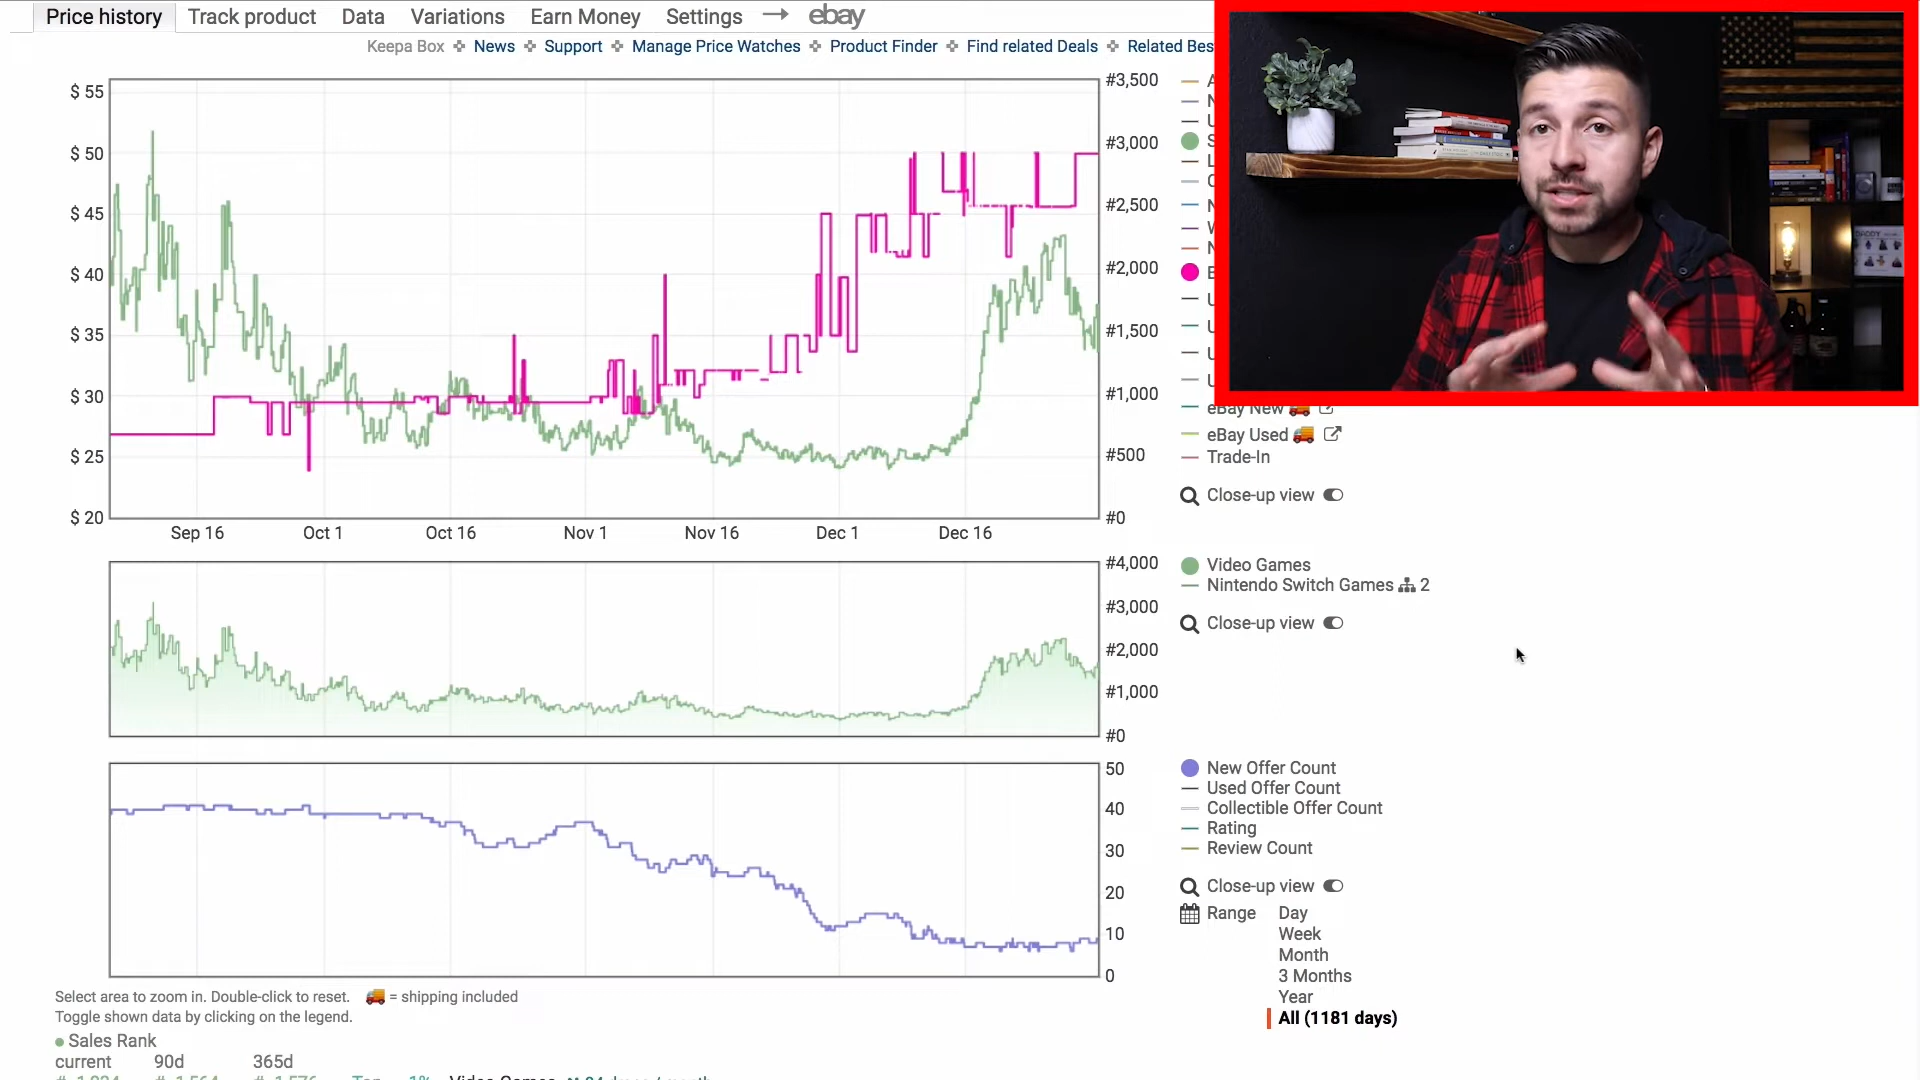 Price history Track product Data Variations Earn Money Settings → ebay
Keepa Box News Support Manage Price Watches Product Finder Find related Deals Related Bes
$ 55
$ 50
$ 45
$ 40
$ 35
$ 30
$ 25
$ 20
#3,500
#3,000
#2,500
#2,000
#1,500
#1,000
#500
#0
Sep 16 Oct 1 Oct 16 Nov 1 Nov 16 Dec 1 Dec 16
eBay New
eBay Used
Trade-In
Close-up view
#4,000
#3,000
#2,000
#1,000
#0
Video Games
Nintendo Switch Games 2
Close-up view
50
40
30
20
10
0
New Offer Count
Used Offer Count
Collectible Offer Count
Rating
Review Count
Close-up view
Range Day
Week
Month
3 Months
Year
All (1181 days)
Select area to zoom in. Double-click to reset. = shipping included
Toggle shown data by clicking on the legend.
Sales Rank
current 90d 365d